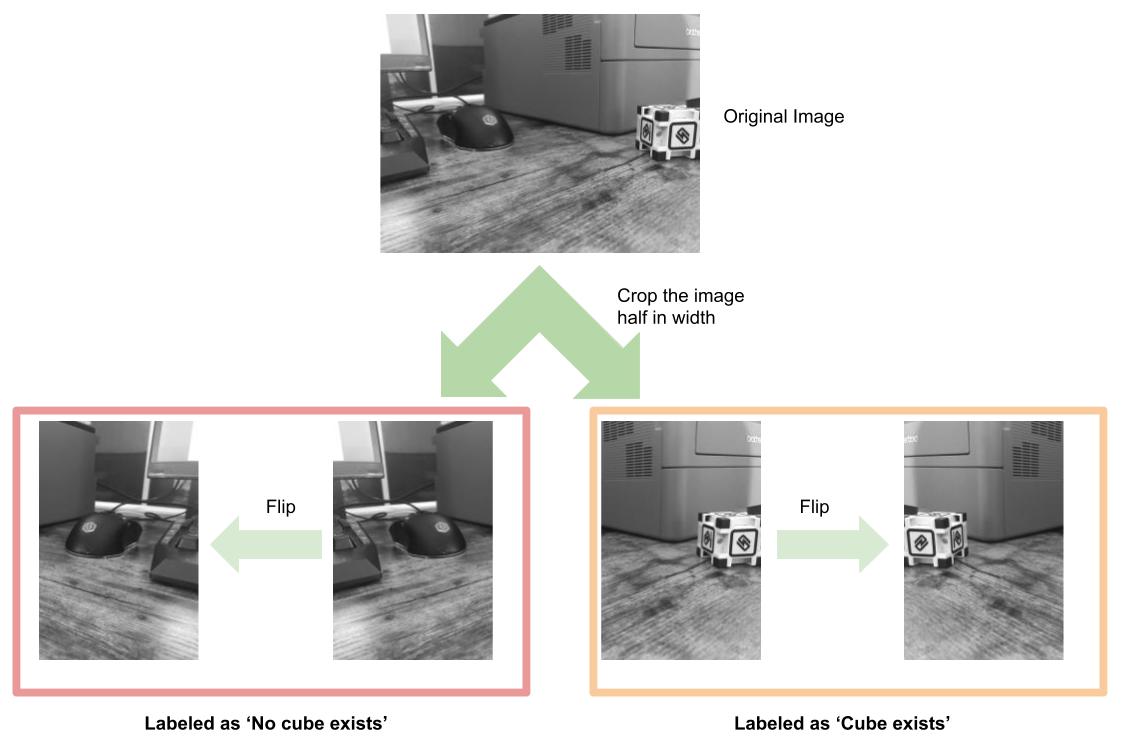 Original Image
Crop the image
half in width
Flip
Flip
Labeled as ‘No cube exists’
Labeled as ‘Cube exists’